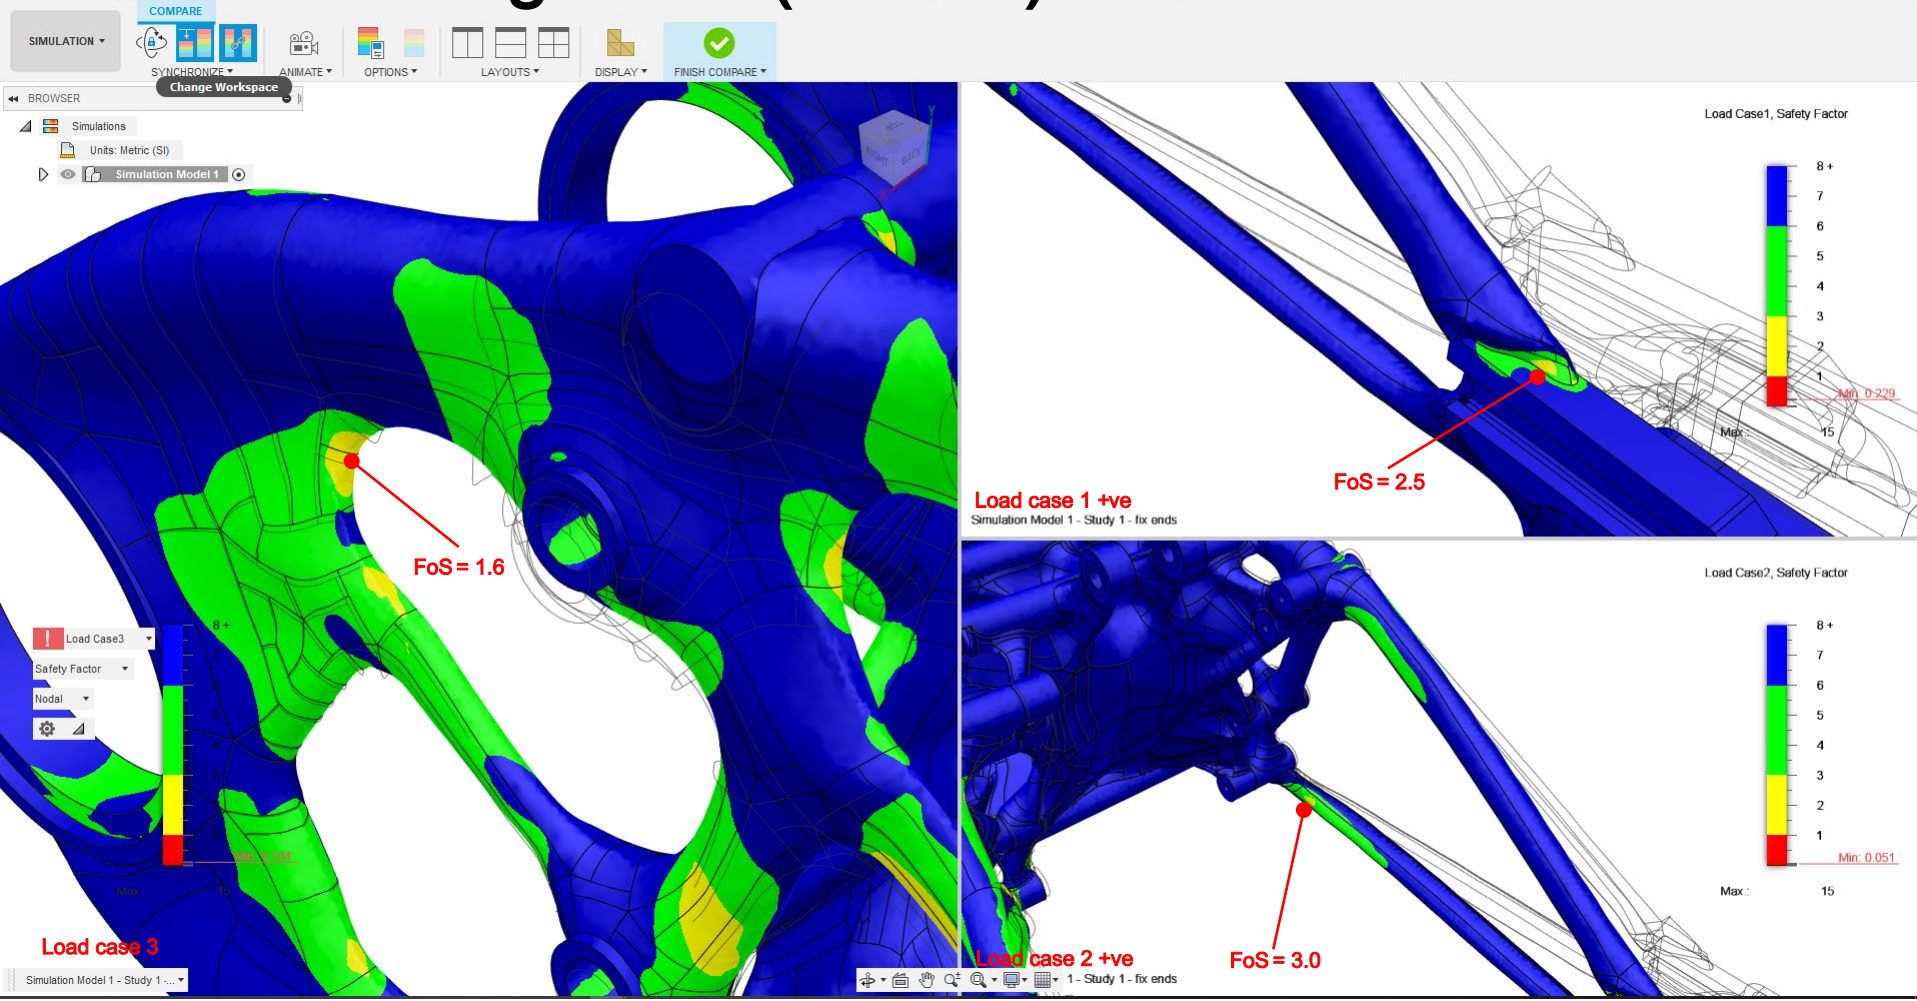 COMPARE
SIMULATION
SYNCHRONIZE
ANIMATE
OPTIONS
LAYOUTS
DISPLAY
FINISH COMPARE
Change Workspace
BROWSER
Simulations
Units: Metric (SI)
Simulation Model 1
TOP
RIGHT
BACK
Y
FoS = 1.6
Load Case3
Safety Factor
Nodal
8 +
Max
15
Load case 3
Simulation Model 1 - Study 1 -...
Load Case1, Safety Factor
8 +
7
6
5
4
3
2
1
Min: 0.229
Max.:
15
FoS = 2.5
Load case 1 +ve
Simulation Model 1 - Study 1 - fix ends
Load Case2, Safety Factor
8 +
7
6
5
4
3
2
1
Min: 0.051
Max.:
15
FoS = 3.0
Load case 2 +ve
1 - Study 1 - fix ends